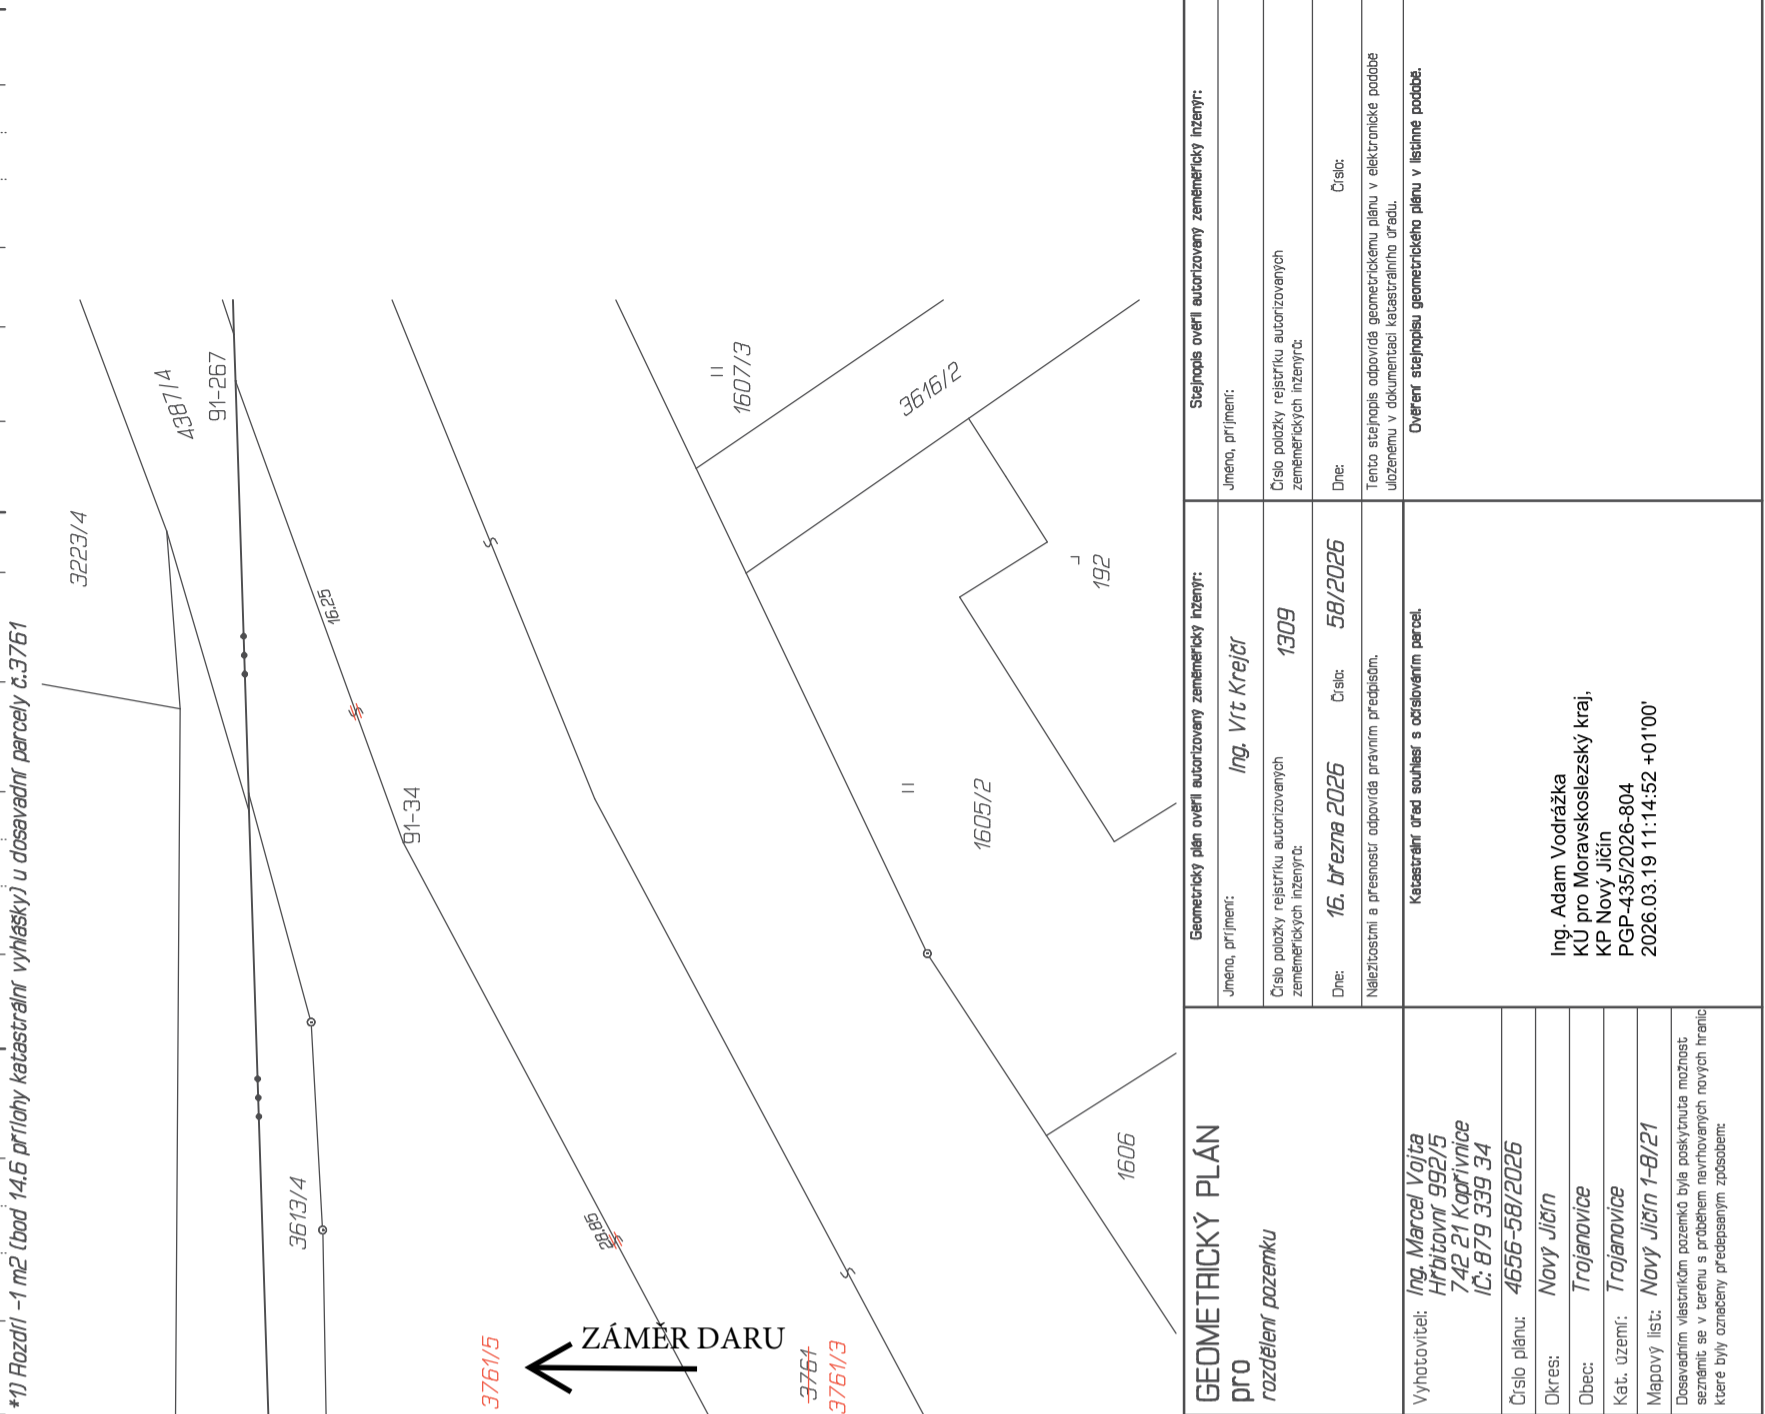 *1) Rozdíl -1 m2 (bod 14.6 přílohy katastrální vyhlášky) u dosavadní parcely č.3761
3223/4
4387/4
91-267
16.25
91-34
3613/4
28.85
1607/3
3616/2
192
1605/2
1606
3761/5
ZÁMĚR DARU
3761
3761/3
GEOMETRICKÝ PLÁN
pro
rozdělení pozemku
Vyhotovitel: Ing. Marcel Vojta
Hřbitovní 992/5
742 21 Kopřivnice
IČ: 879 339 34
Číslo plánu: 4656-58/2026
Okres: Nový Jičín
Obec: Trojanovice
Kat. území: Trojanovice
Mapový list: Nový Jičín 1-8/21
Dosavadním vlastníkům pozemků byla poskytnuta možnost
seznámit se v terénu s průběhem navrhovaných nových hranic
které byly označeny předepsaným způsobem:
Geometrický plán ověřil autorizovaný zeměměřický inženýr:
Jméno, příjmení: Ing. Vít Krejčí
Číslo položky rejstříku autorizovaných
zeměměřických inženýrů: 1309
Dne: 16. března 2026 Číslo: 58/2026
Náležitostmi a přesností odpovídá právním předpisům.
Katastrální úřad souhlasí s očíslováním parcel.
Ing. Adam Vodrážka
KÚ pro Moravskoslezský kraj,
KP Nový Jičín
PGP-435/2026-804
2026.03.19 11:14:52 +01'00'
Stejnopis ověřil autorizovaný zeměměřický inženýr:
Jméno, příjmení:
Číslo položky rejstříku autorizovaných
zeměměřických inženýrů:
Dne: Číslo:
Tento stejnopis odpovídá geometrickému plánu v elektronické podobě
uloženému v dokumentaci katastrálního úřadu.
Ověření stejnopisu geometrického plánu v listinné podobě.